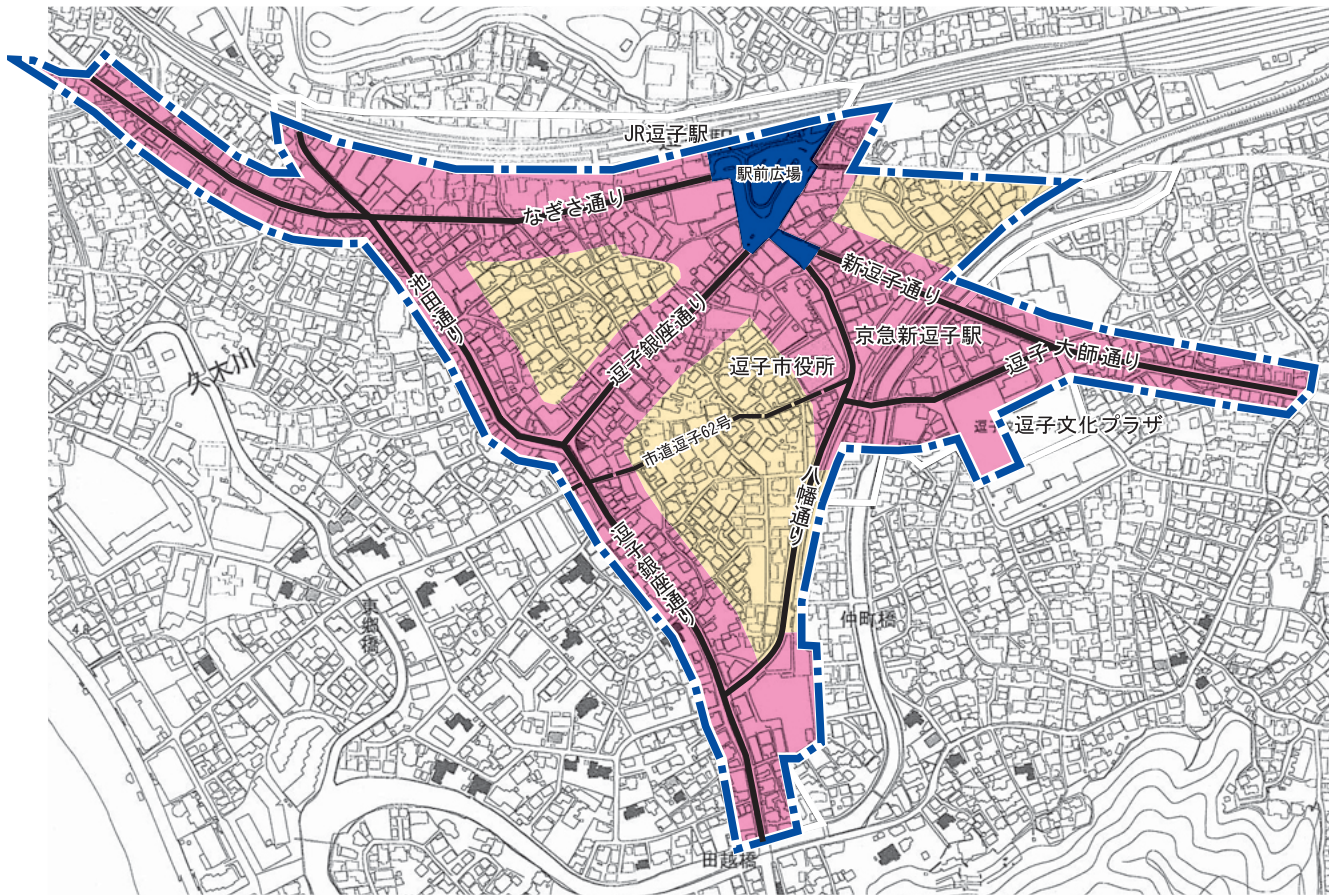 JR逗子駅
駅前広場
なぎさ通り
新逗子通り
池田通り
逗子銀座通り
京急新逗子駅
逗子大師通り
逗子市役所
久木川
逗子文化プラザ
市道逗子62号
八幡通り
逗子銀座通り
東郷橋
仲町橋
4.8
田越橋